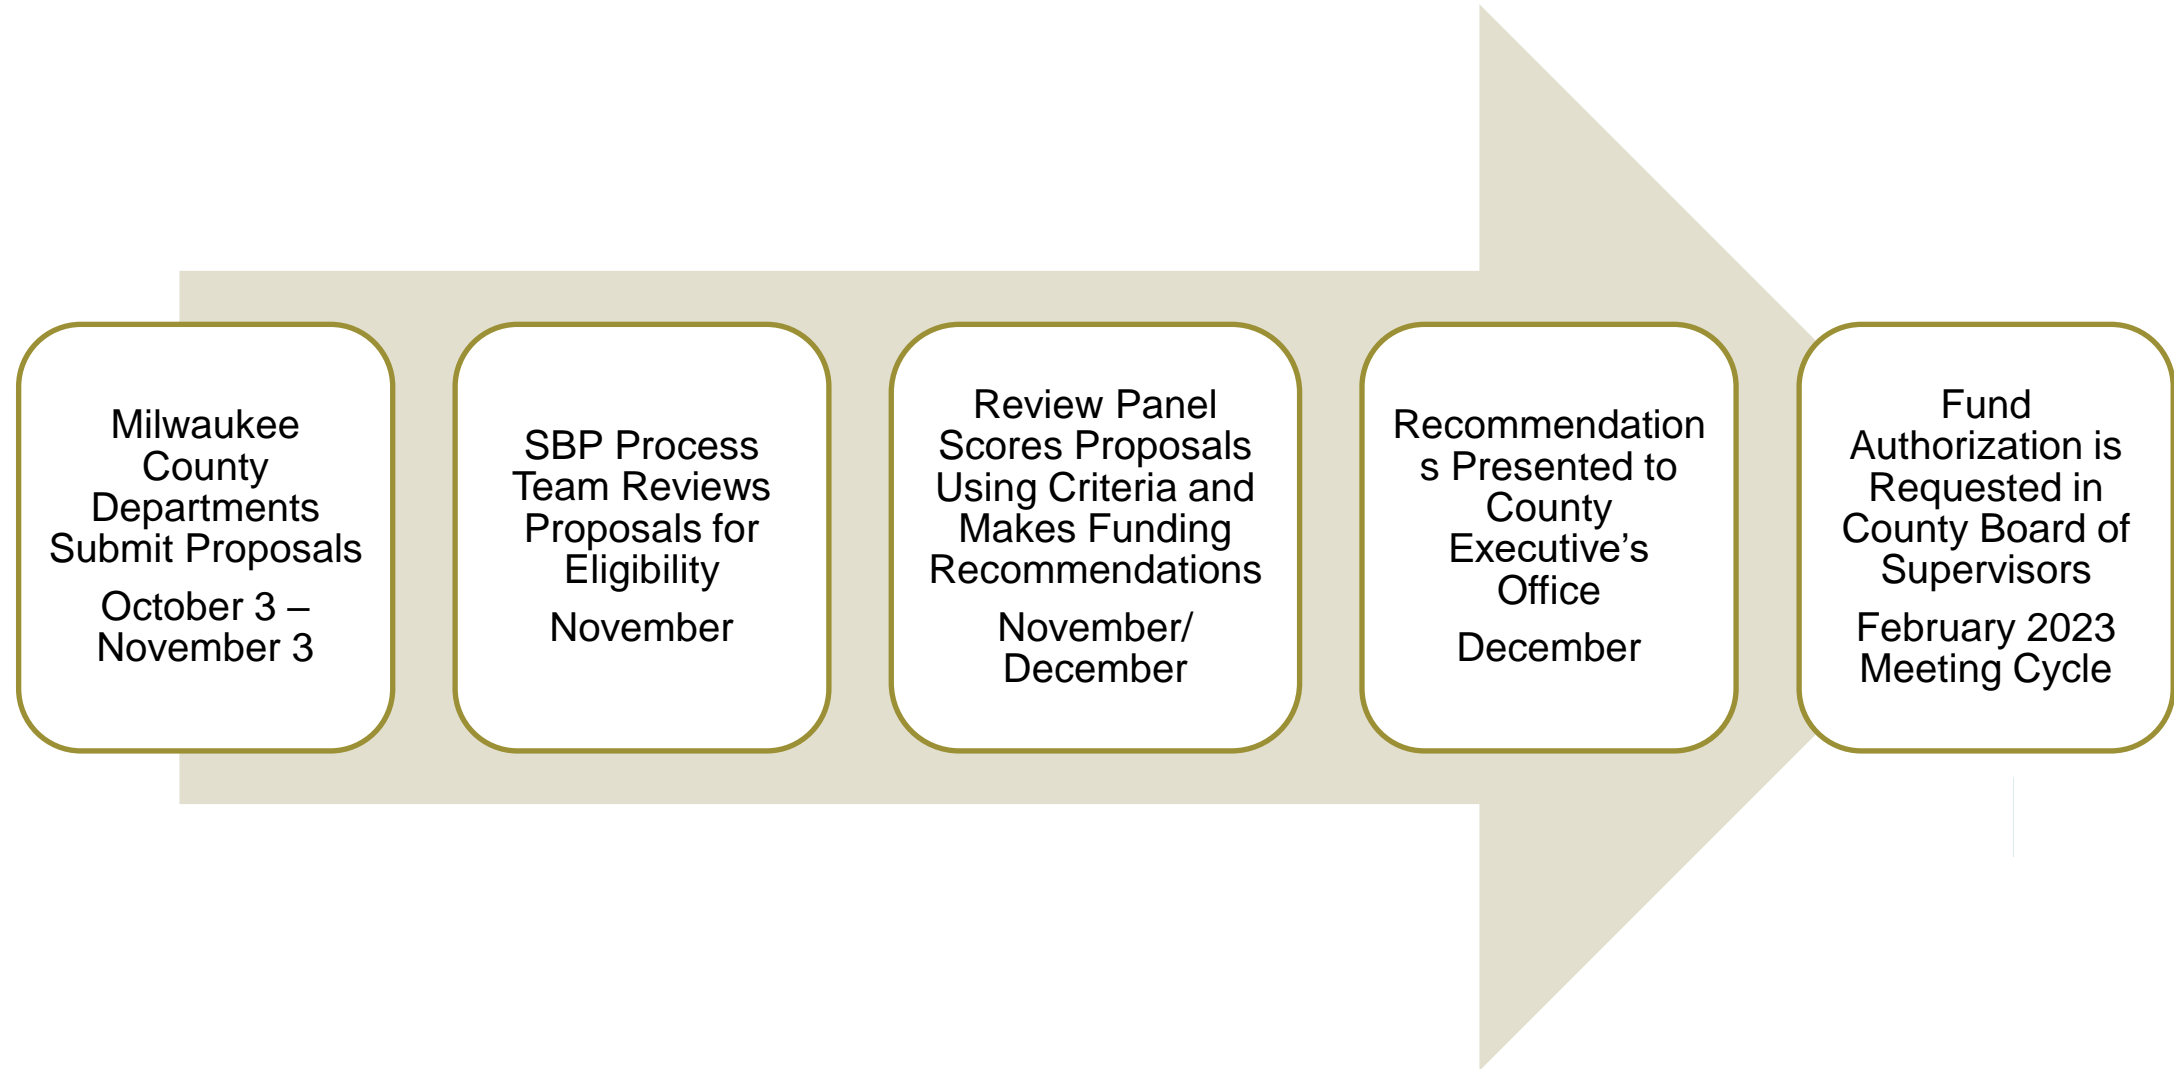 Milwaukee
County
Departments
Submit Proposals
October 3 –
November 3
SBP Process
Team Reviews
Proposals for
Eligibility
November
Review Panel
Scores Proposals
Using Criteria and
Makes Funding
Recommendations
November/
December
Recommendation
s Presented to
County
Executive’s
Office
December
Fund
Authorization is
Requested in
County Board of
Supervisors
February 2023
Meeting Cycle